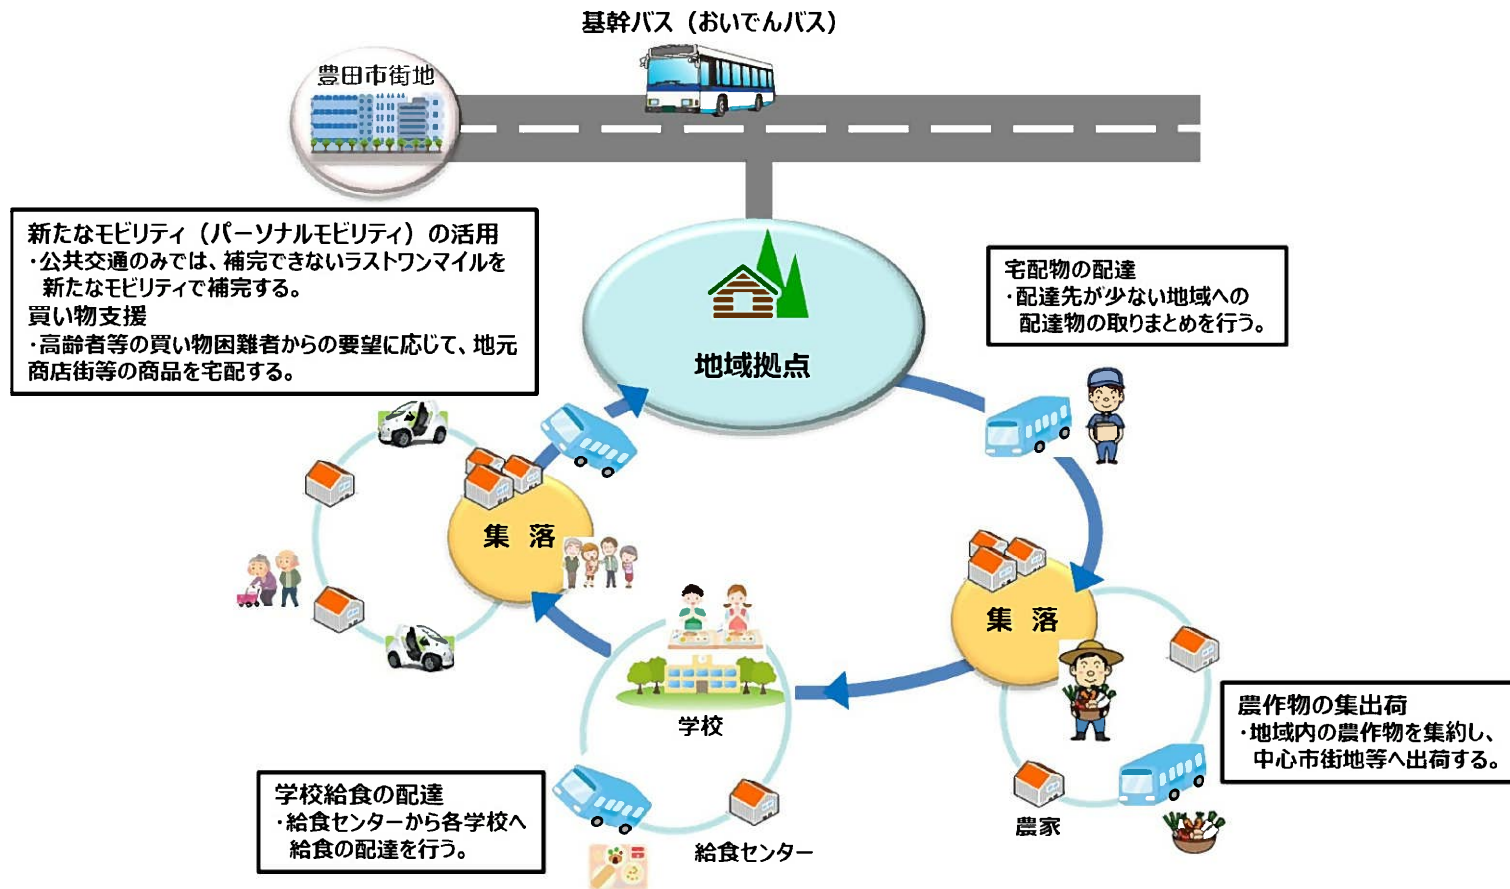 基幹バス（おいでんバス）
豊田市街地
新たなモビリティ（パーソナルモビリティ）の活用
・公共交通のみでは、補完できないラストワンマイルを
新たなモビリティで補完する。
買い物支援
・高齢者等の買い物困難者からの要望に応じて、地元
商店街等の商品を宅配する。
地域拠点
宅配物の配達
・配達先が少ない地域への
配達物の取りまとめを行う。
集 落
集 落
学校
農作物の集出荷
・地域内の農作物を集約し、
中心市街地等へ出荷する。
学校給食の配達
・給食センターから各学校へ
給食の配達を行う。
給食センター
農家